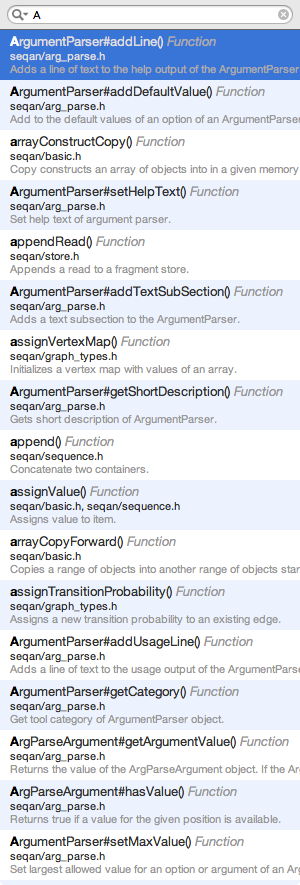 A
ArgumentParser#addLine() Function
seqan/arg_parse.h
Adds a line of text to the help output of the ArgumentParser
ArgumentParser#addDefaultValue() Function
seqan/arg_parse.h
Add to the default values of an option of an ArgumentParser
arrayConstructCopy() Function
seqan/basic.h
Copy constructs an array of objects into in a given memory
ArgumentParser#setHelpText() Function
seqan/arg_parse.h
Set help text of argument parser.
appendRead() Function
seqan/store.h
Appends a read to a fragment store.
ArgumentParser#addTextSubSection() Function
seqan/arg_parse.h
Adds a text subsection to the ArgumentParser.
assignVertexMap() Function
seqan/graph_types.h
Initializes a vertex map with values of an array.
ArgumentParser#getShortDescription() Function
seqan/arg_parse.h
Gets short description of ArgumentParser.
append() Function
seqan/sequence.h
Concatenate two containers.
assignValue() Function
seqan/basic.h, seqan/sequence.h
Assigns value to item.
arrayCopyForward() Function
seqan/basic.h
Copies a range of objects into another range of objects star
assignTransitionProbability() Function
seqan/graph_types.h
Assigns a new transition probability to an existing edge.
ArgumentParser#addUsageLine() Function
seqan/arg_parse.h
Adds a line of text to the usage output of the ArgumentParse
ArgumentParser#getCategory() Function
seqan/arg_parse.h
Get tool category of ArgumentParser object.
ArgParseArgument#getArgumentValue() Function
seqan/arg_parse.h
Returns the value of the ArgParseArgument object. If the Ar
ArgParseArgument#hasValue() Function
seqan/arg_parse.h
Returns true if a value for the given position is available.
ArgumentParser#setMaxValue() Function
seqan/arg_parse.h
Set largest allowed value for an option or argument of an Ar